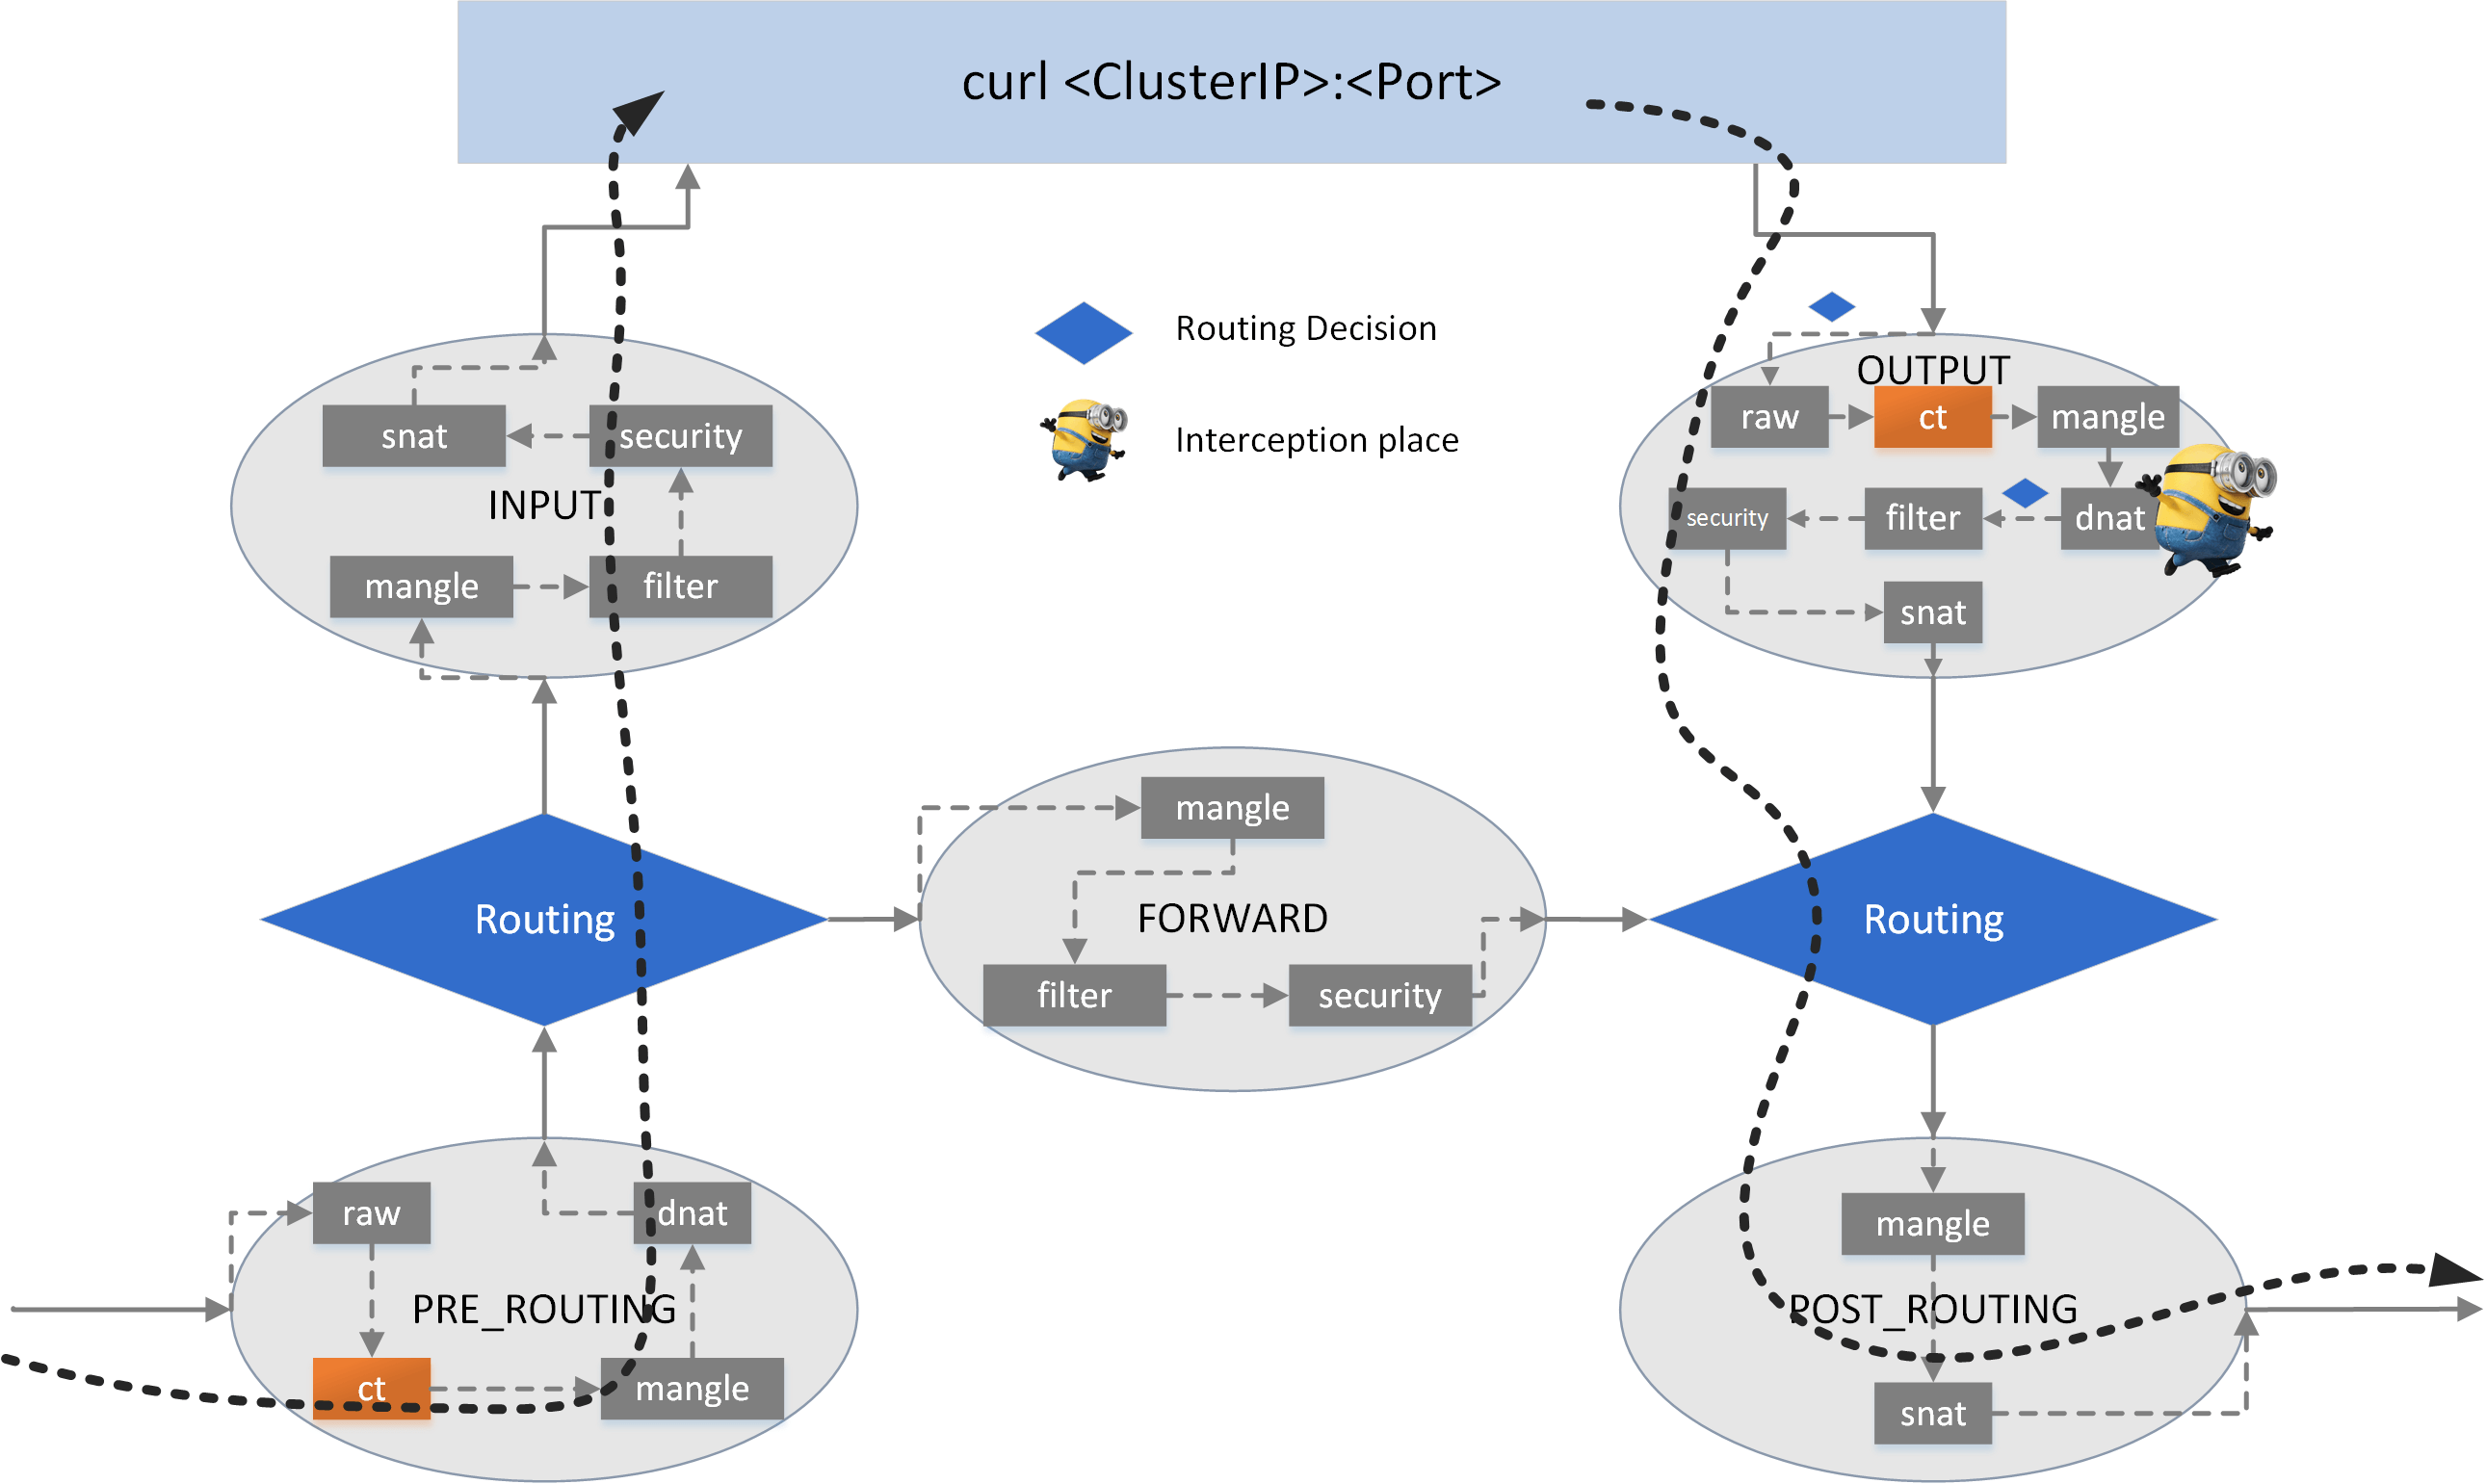 curl <ClusterIP>:<Port>
Routing Decision
Interception place
OUTPUT
raw
ct
mangle
security
filter
dnat
snat
snat
security
INPUT
mangle
filter
mangle
FORWARD
filter
security
Routing
Routing
raw
dnat
PRE_ROUTING
ct
mangle
mangle
POST_ROUTING
snat